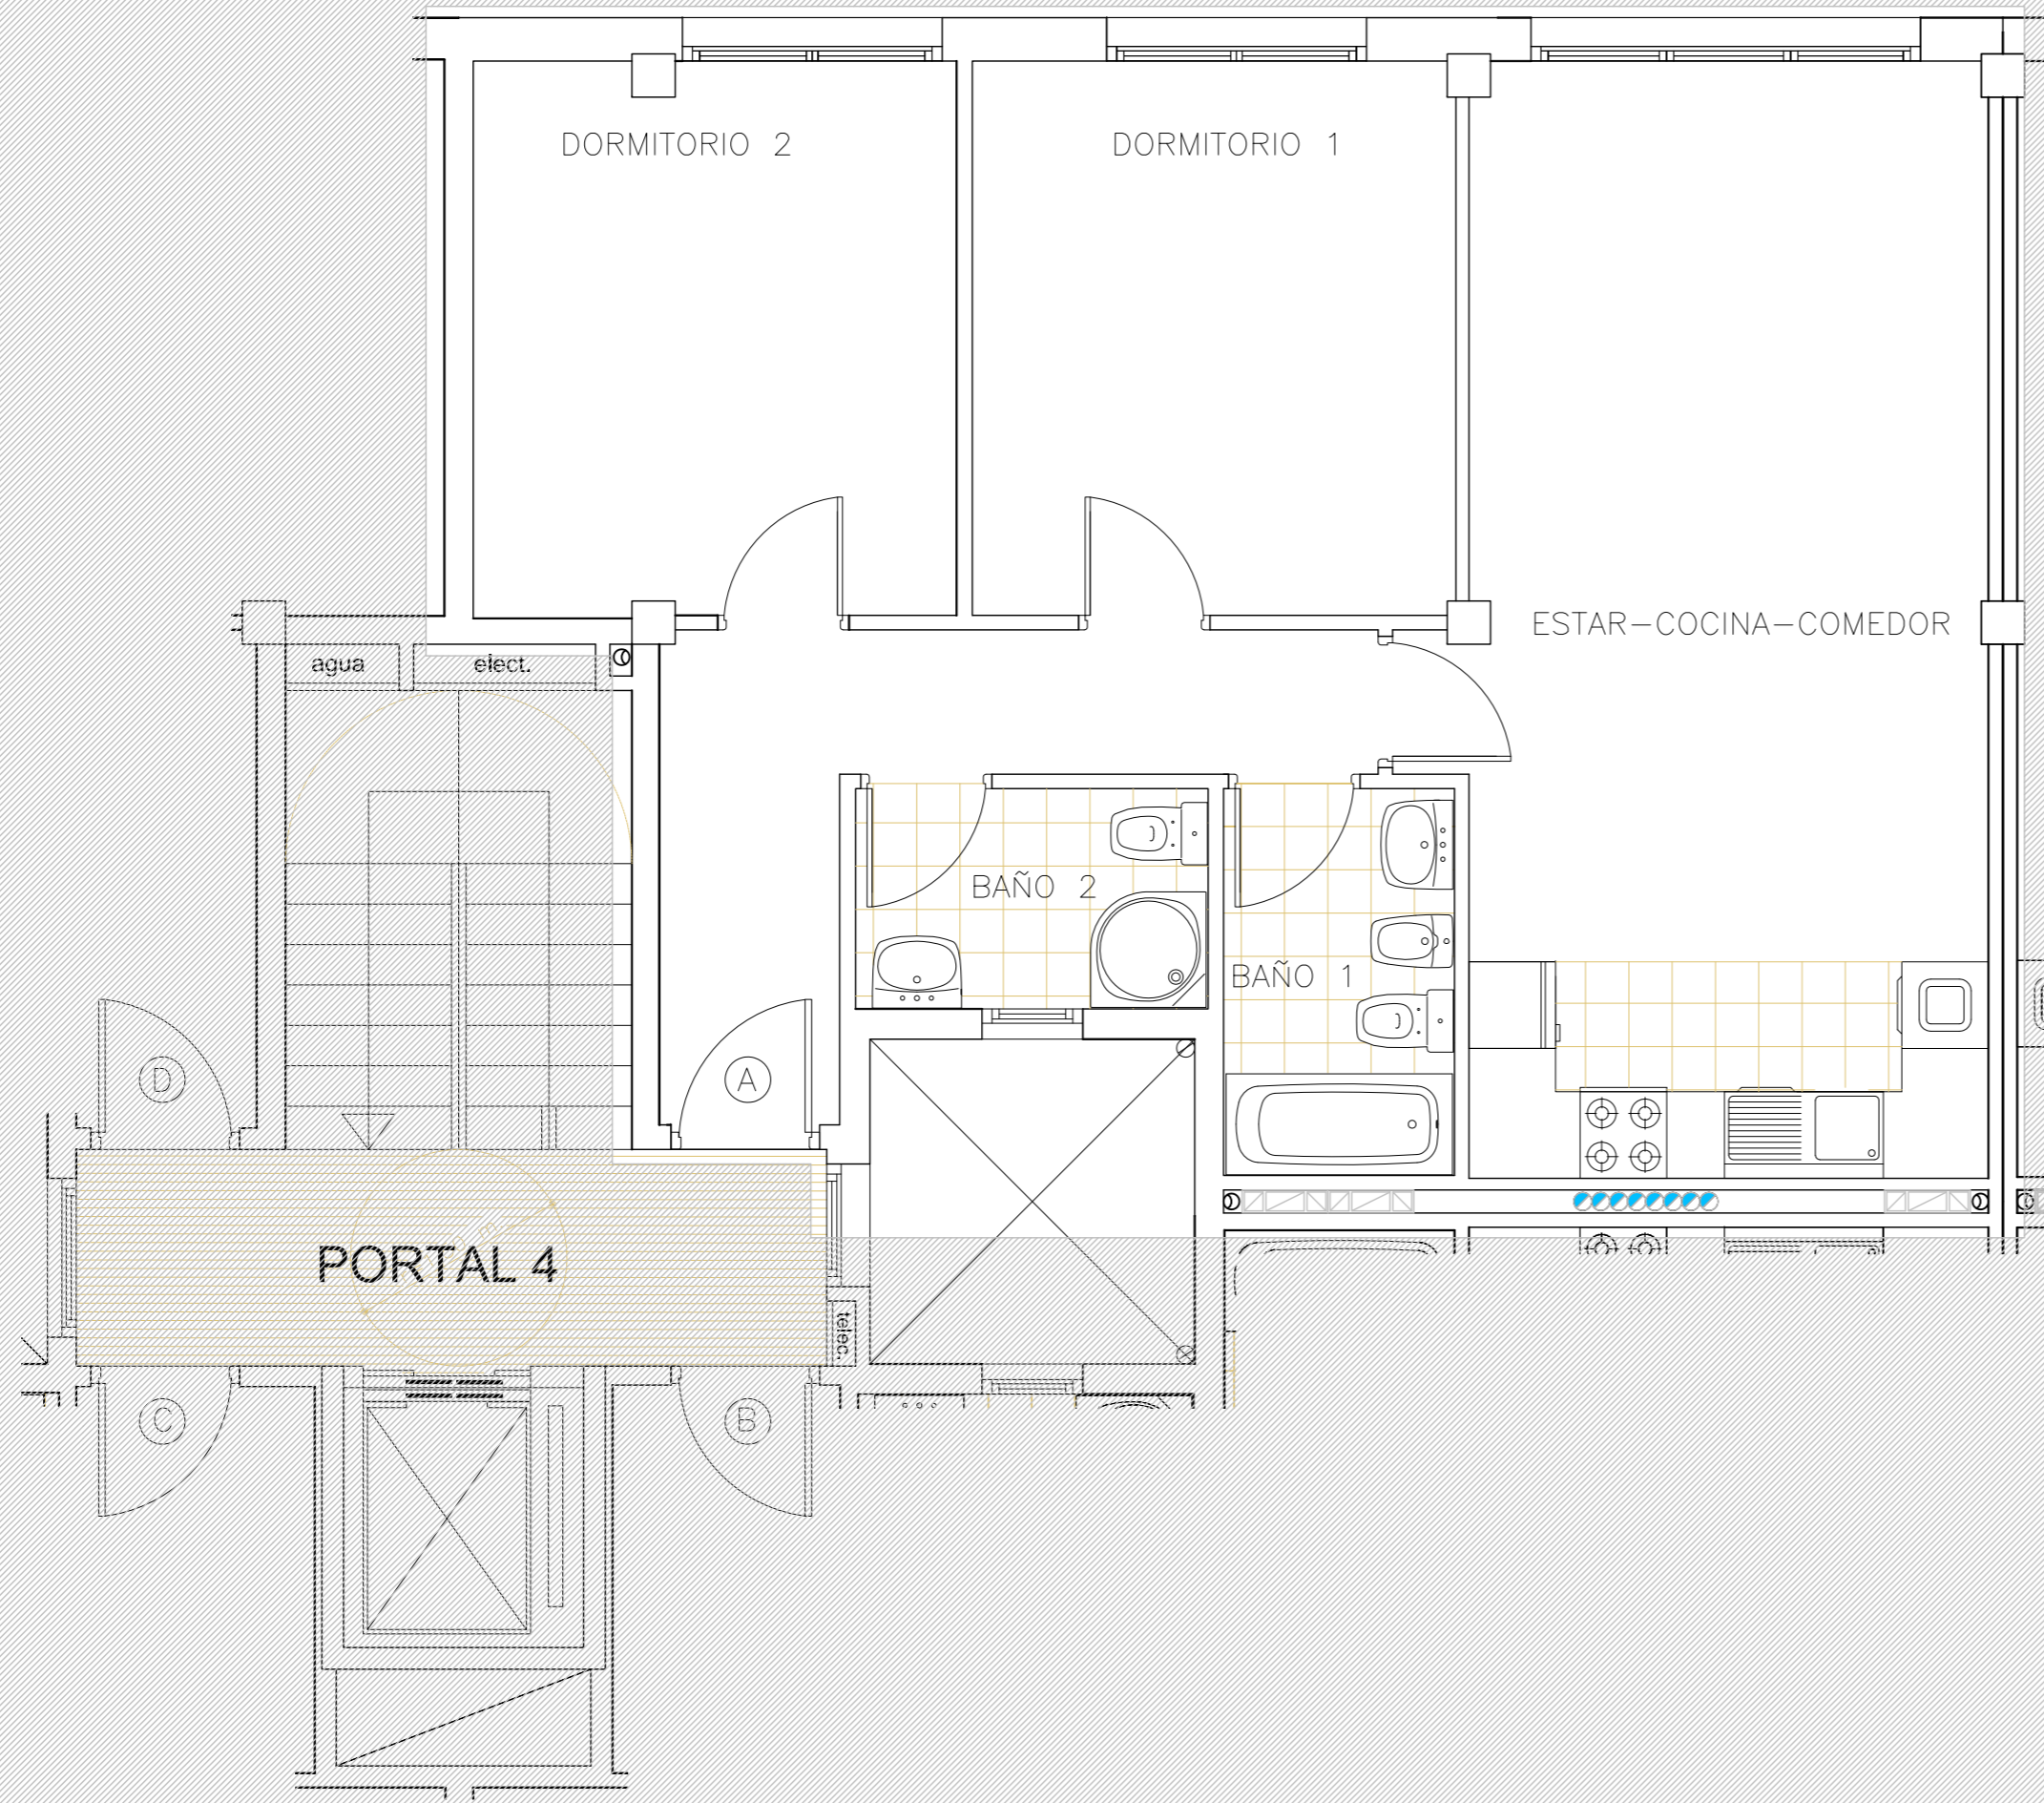 DORMITORIO 2
DORMITORIO 1
ESTAR-COCINA-COMEDOR
agua
elect.
BAÑO 2
BAÑO 1
D
A
PORTAL 4
telec.
C
B